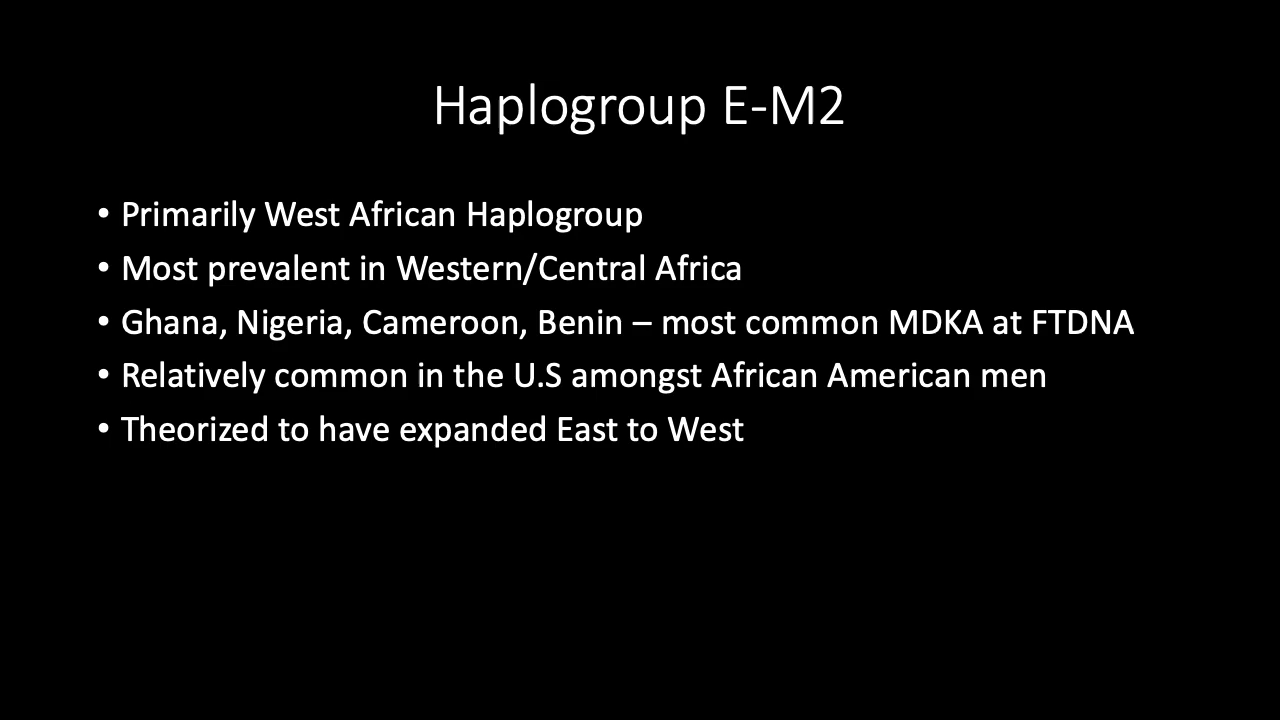 Haplogroup E-M2
• Primarily West African Haplogroup
• Most prevalent in Western/Central Africa
• Ghana, Nigeria, Cameroon, Benin – most common MDKA at FTDNA
• Relatively common in the U.S amongst African American men
• Theorized to have expanded East to West